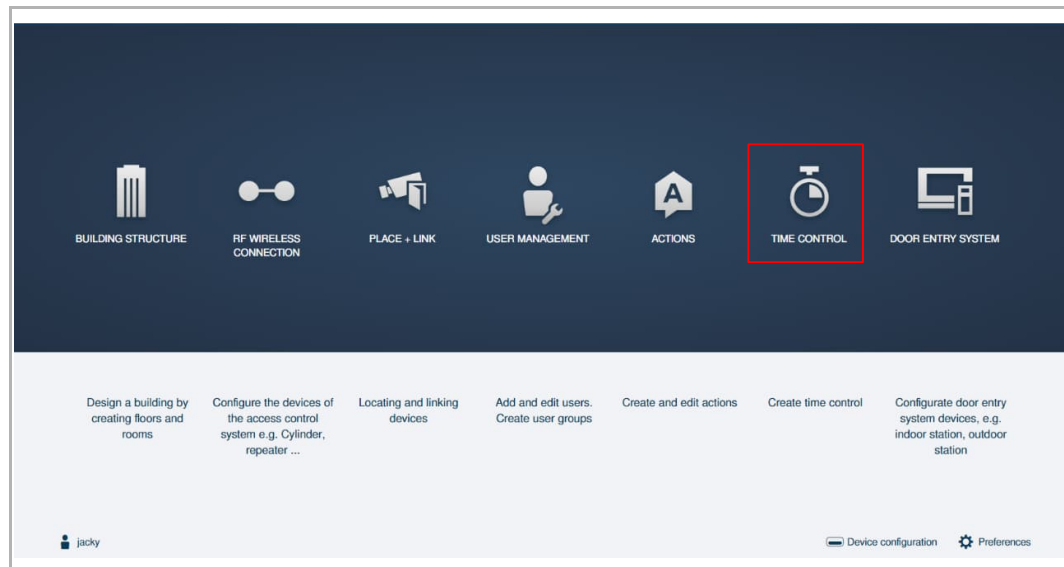 BUILDING STRUCTURE
RF WIRELESS
CONNECTION
PLACE + LINK
USER MANAGEMENT
A
ACTIONS
TIME CONTROL
DOOR ENTRY SYSTEM
Design a building by
creating floors and
rooms
Configure the devices of
the access control
system e.g. Cylinder,
repeater ...
Locating and linking
devices
Add and edit users.
Create user groups
Create and edit actions
Create time control
Configurate door entry
system devices, e.g.
indoor station, outdoor
station
jacky
Device configuration
Preferences